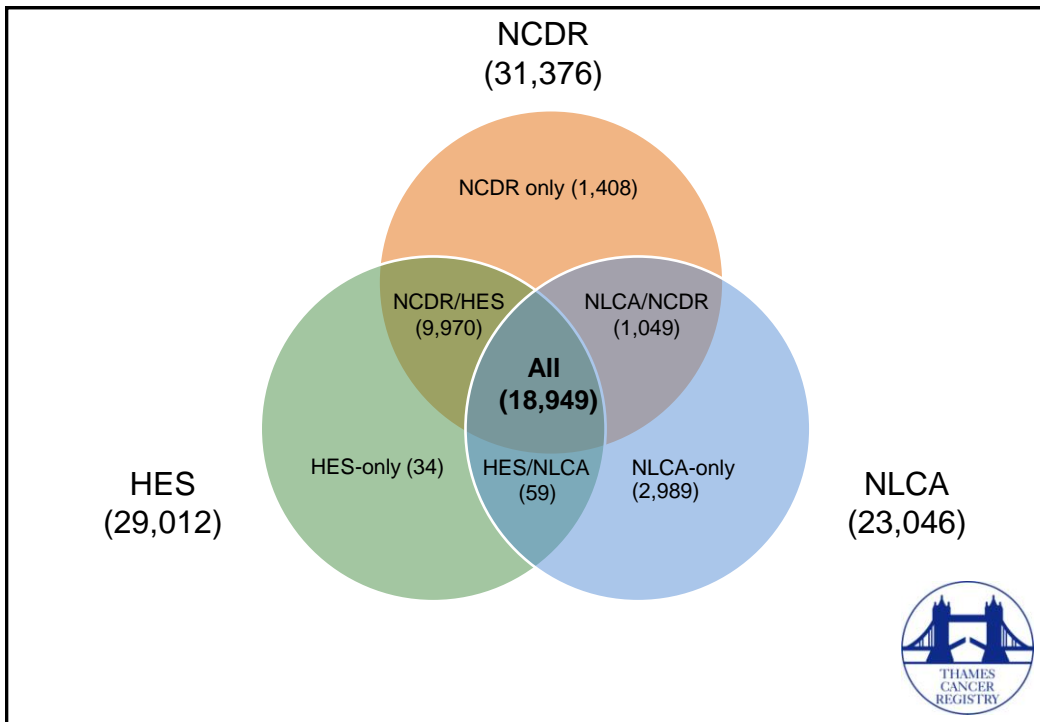 NCDR
(31,376)
NCDR only (1,408)
NCDR/HES
(9,970)
NLCA/NCDR
(1,049)
All
(18,949)
HES-only (34)
HES/NLCA
(59)
NLCA-only
(2,989)
HES
(29,012)
NLCA
(23,046)
THAMES
CANCER
REGISTRY